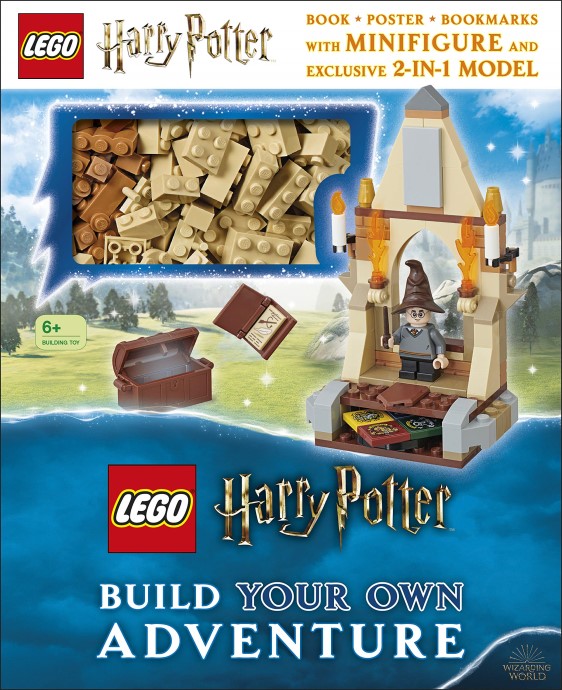 LEGO
Harry Potter
BOOK ★ POSTER ★ BOOKMARKS
WITH MINIFIGURE AND
EXCLUSIVE 2-IN-1 MODEL
6+
BUILDING TOY
LEGO
Harry Potter
™
BUILD YOUR OWN
ADVENTURE
WIZARDING
WORLD